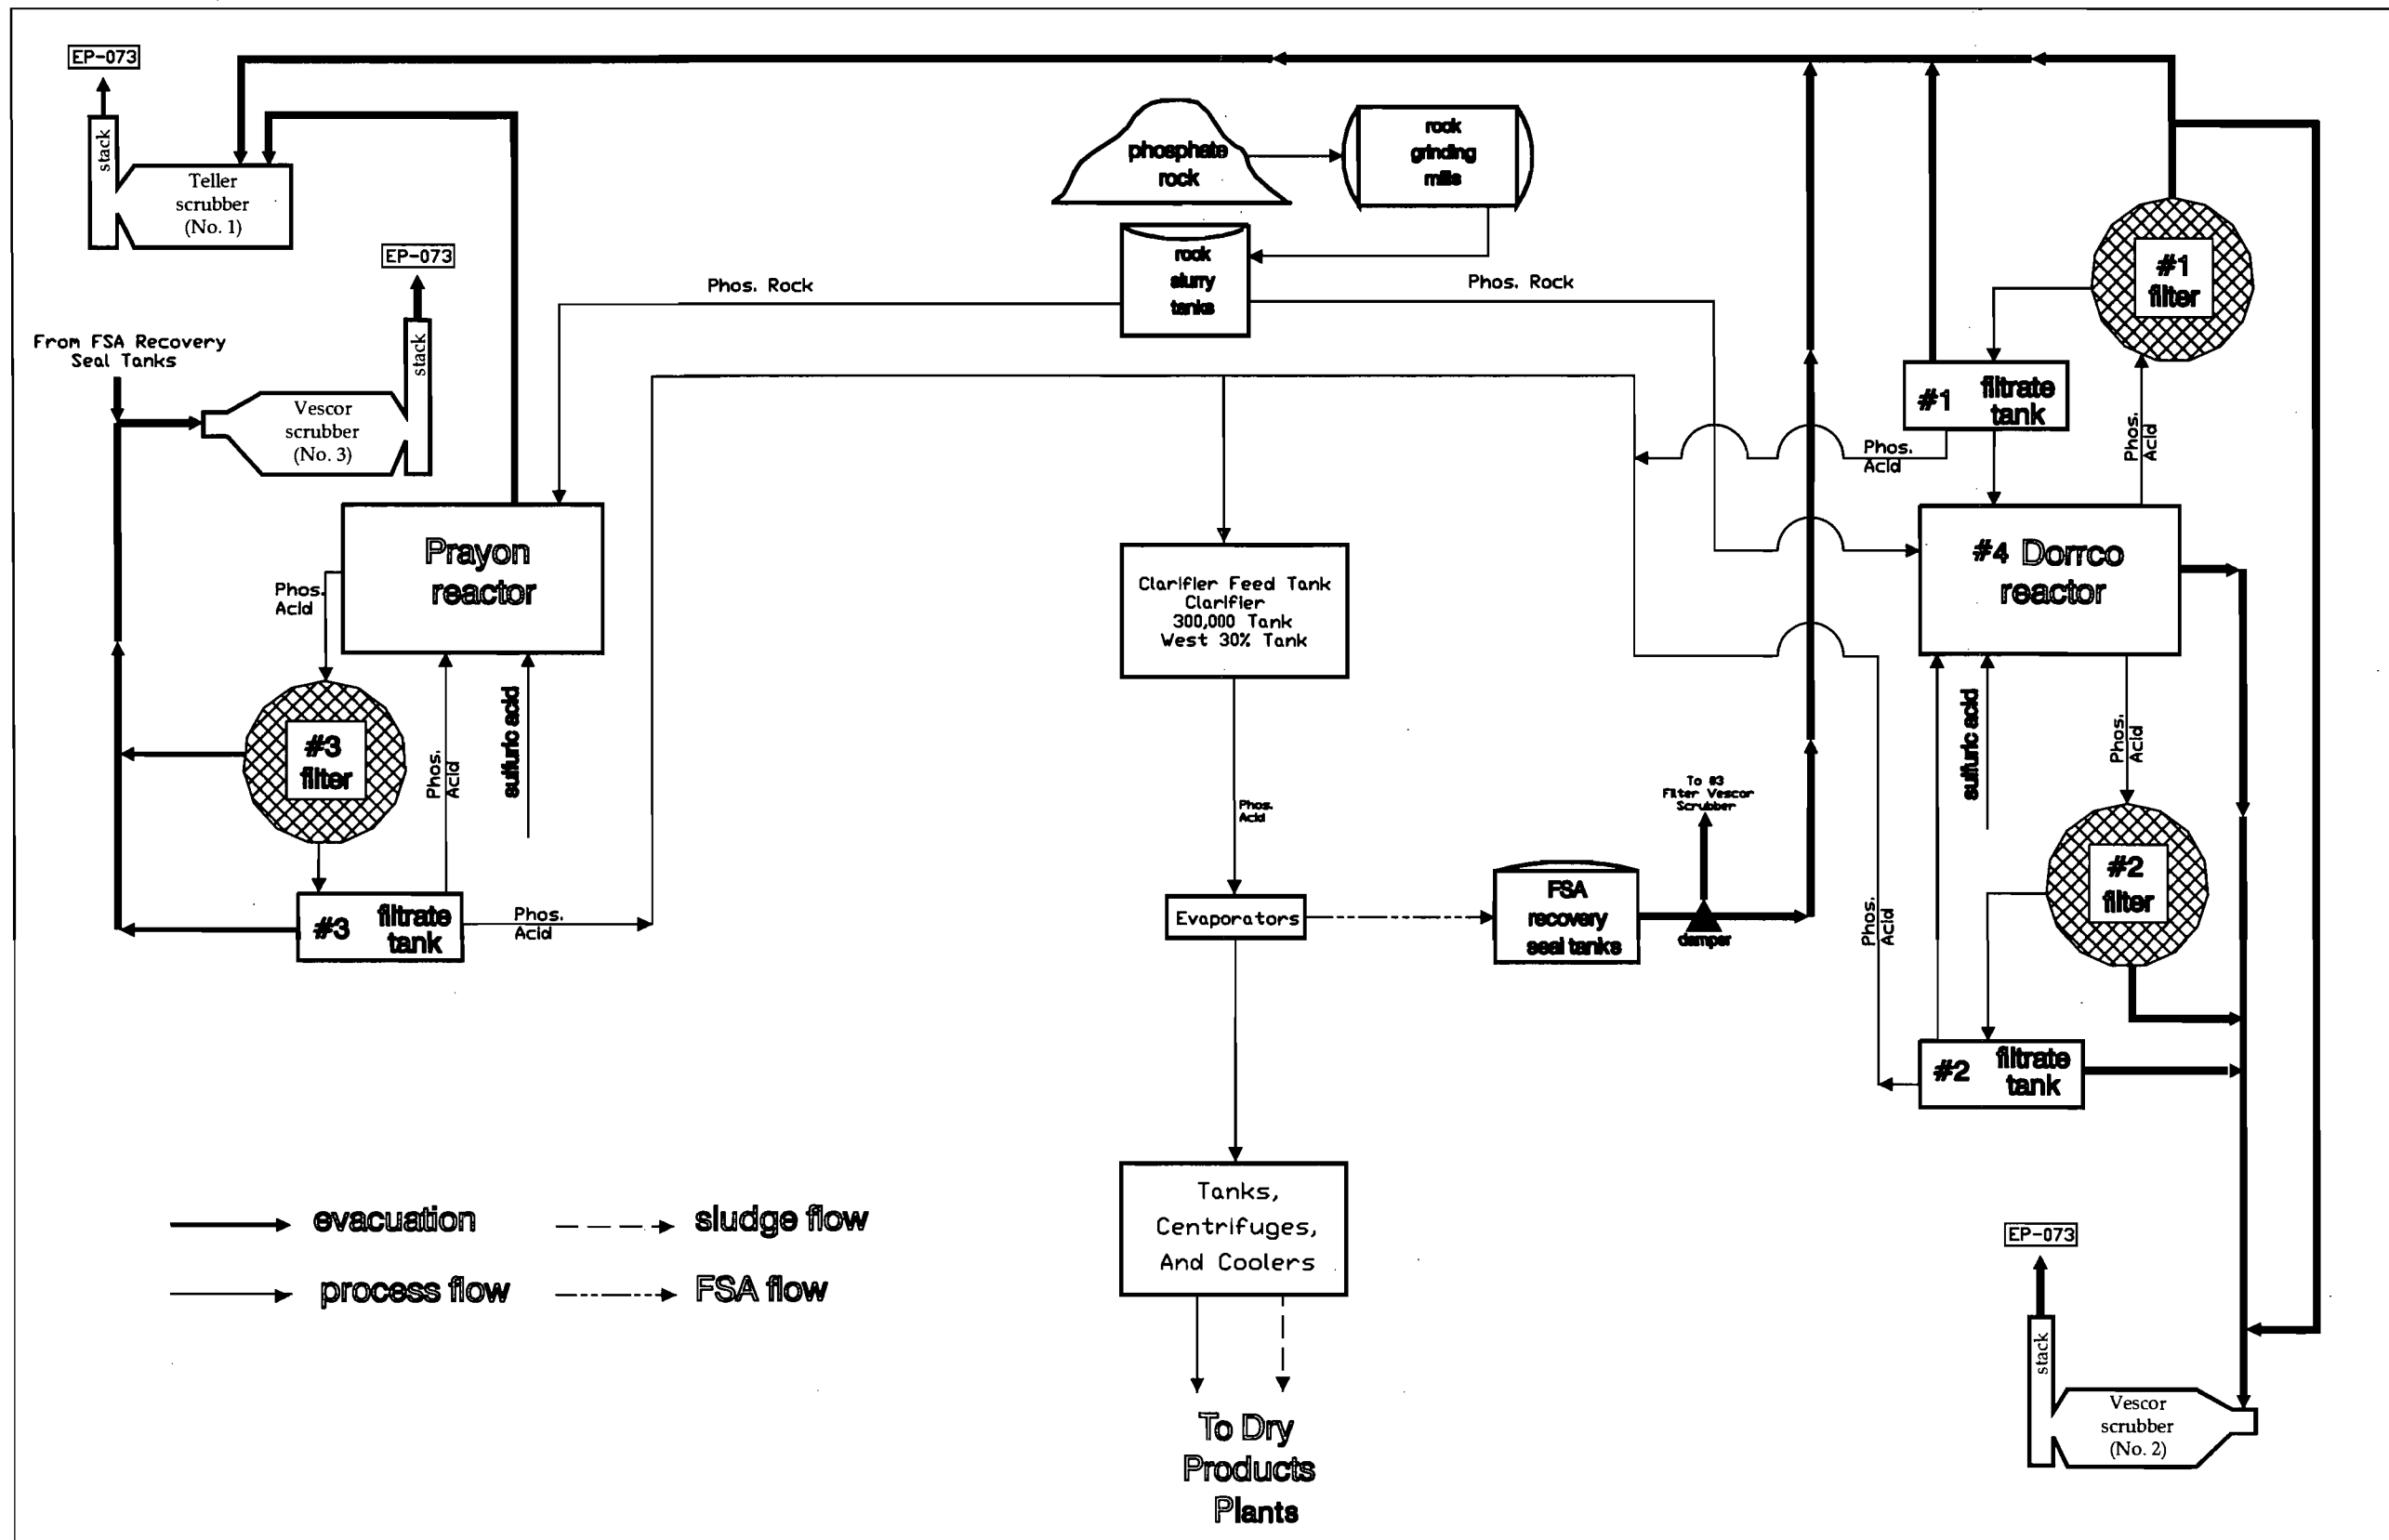 EP-073
stack
Teller
scrubber
(No. 1)
EP-073
stack
From FSA Recovery
Seal Tanks
Vescor
scrubber
(No. 3)
phosphate
rock
rock
grinding
mills
rock
slurry
tanks
Phos. Rock
Phos. Rock
#1
filter
#1 filtrate
tank
Phos.
Acid
Phos.
Acid
Prayon
reactor
Phos.
Acid
#4 Dorrco
reactor
Clarifier Feed Tank
Clarifier
300,000 Tank
West 30% Tank
#3
filter
Phos.
Acid
sulfuric acid
sulfuric acid
Phos.
Acid
Phos.
Acid
To #3
Filter Vescor
Scrubber
#2
filter
#3 filtrate
tank
Phos.
Acid
Evaporators
FSA
recovery
seal tanks
damper
Phos.
Acid
#2 filtrate
tank
Tanks,
Centrifuges,
And Coolers
evacuation
sludge flow
process flow
FSA flow
EP-073
stack
Vescor
scrubber
(No. 2)
To Dry
Products
Plants